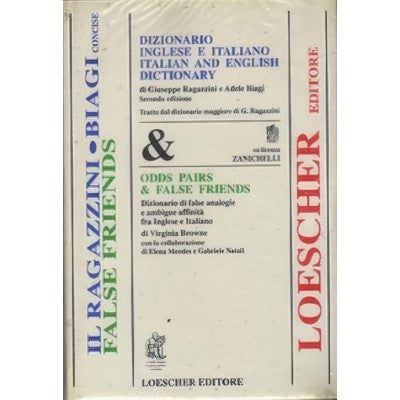 IL RAGAZZINI • BIAGI CONCISE
FALSE FRIENDS
DIZIONARIO
INGLESE E ITALIANO
ITALIAN AND ENGLISH
DICTIONARY
di Giuseppe Ragazzini e Adele Biagi
Seconda edizione
Tratto dal dizionario maggiore di G. Ragazzini
&
su licenza
ZANICHELLI
ODDS PAIRS
& FALSE FRIENDS
Dizionario di false analogie
e ambigue affinità
fra Inglese e Italiano
di Virginia Browne
con la collaborazione
di Elena Mendes e Gabriele Natali
LOESCHER EDITORE
LOESCHER EDITORE